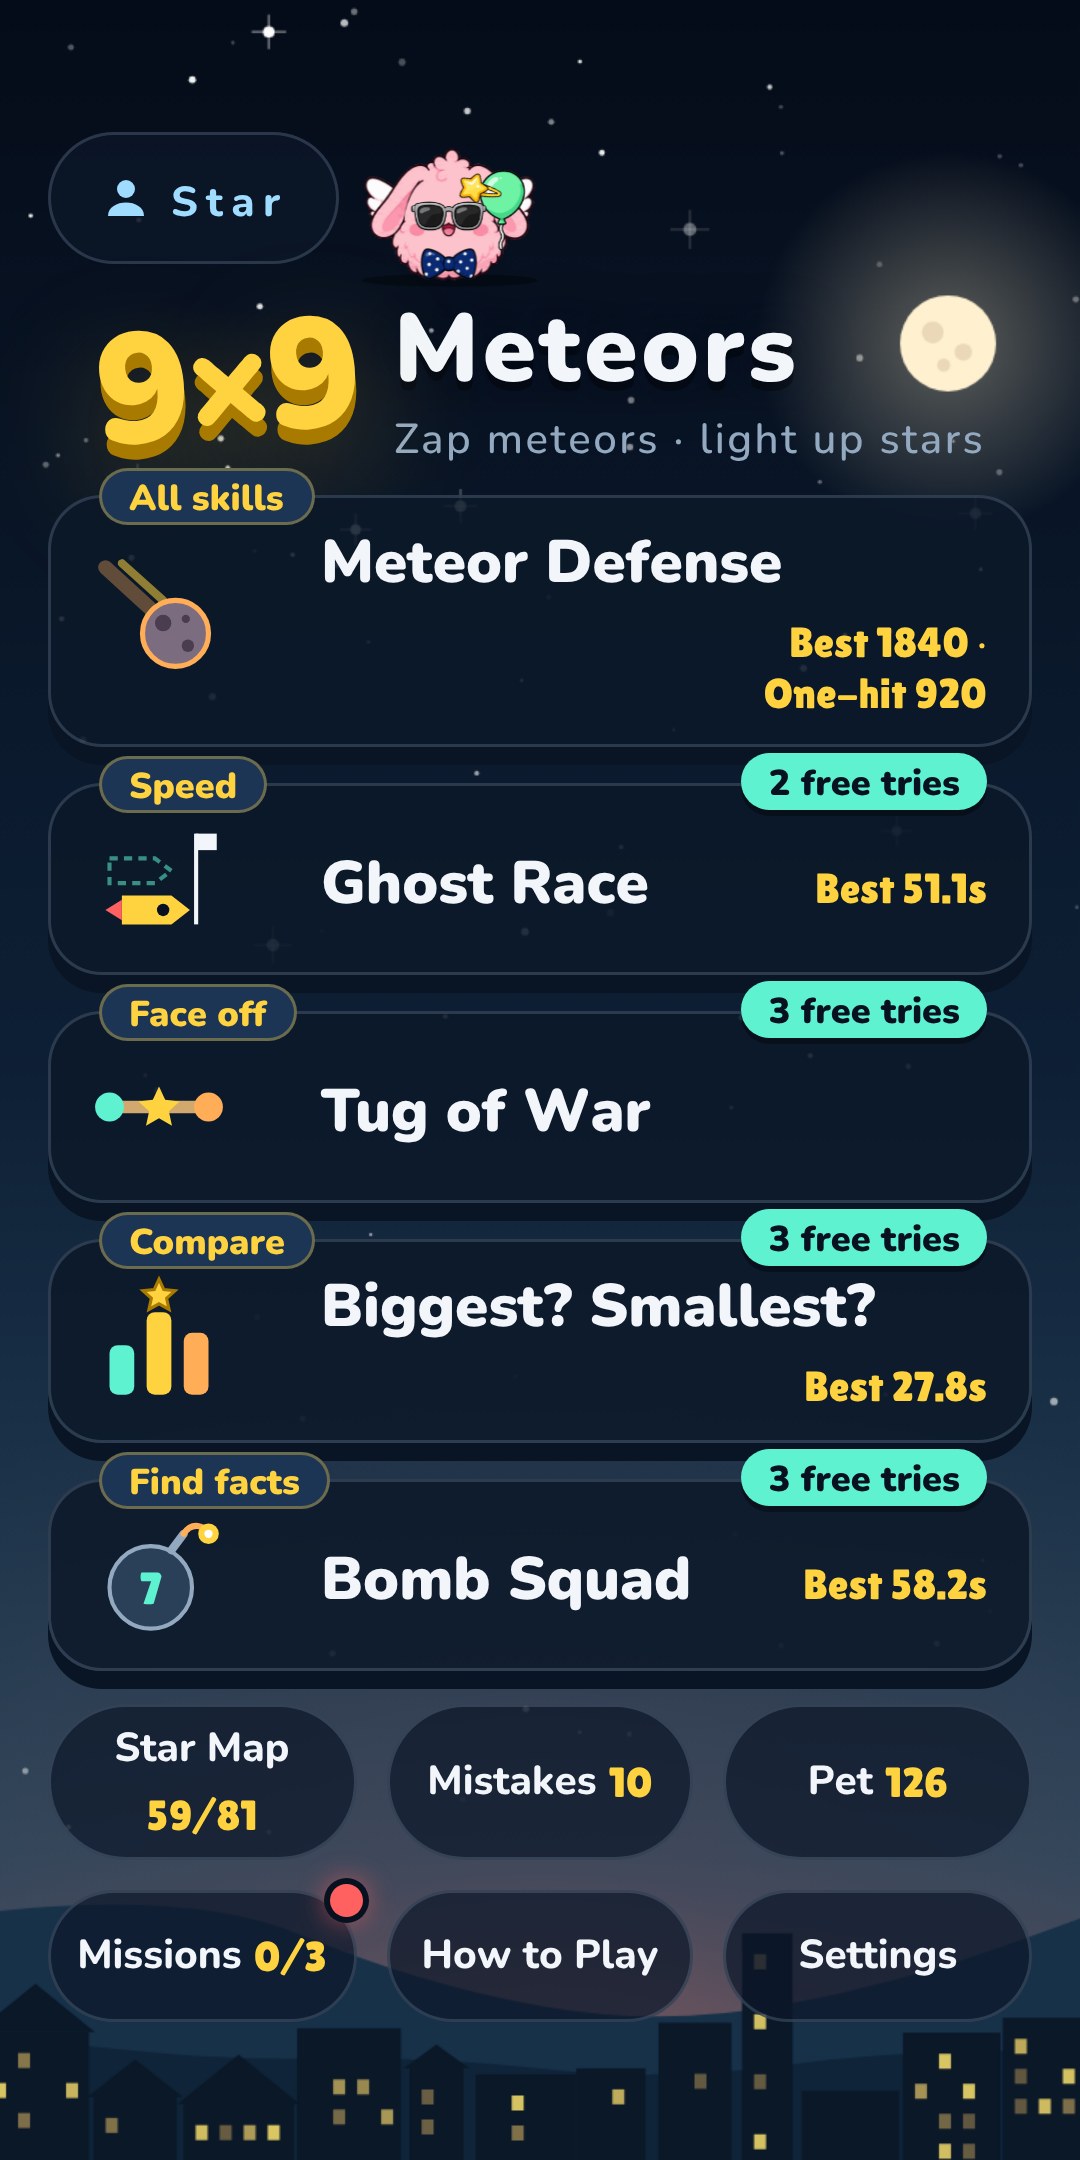 Star
9×9
Meteors
Zap meteors · light up stars
All skills
Meteor Defense
Best 1840 ·
One-hit 920
Speed
2 free tries
Ghost Race
Best 51.1s
Face off
3 free tries
Tug of War
Compare
3 free tries
Biggest? Smallest?
Best 27.8s
Find facts
3 free tries
7
Bomb Squad
Best 58.2s
Star Map
59/81
Mistakes 10
Pet 126
Missions 0/3
How to Play
Settings